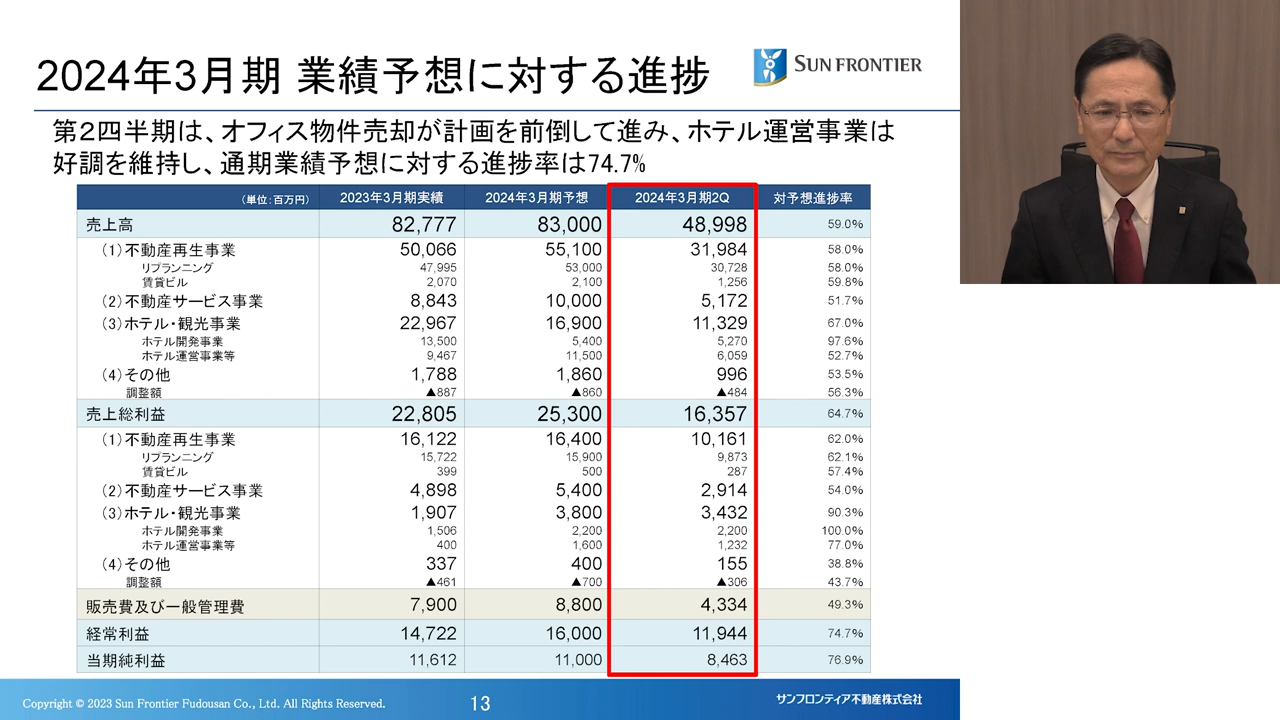 2024年3月期 業績予想に対する進捗
SUN FRONTIER
第２四半期は、オフィス物件売却が計画を前倒して進み、ホテル運営事業は
好調を維持し、通期業績予想に対する進捗率は74.7%
（単位：百万円） 2023年3月期実績 2024年3月期予想 2024年3月期2Q 対予想進捗率
売上高 82,777 83,000 48,998 59.0%
（1）不動産再生事業 50,066 55,100 31,984 58.0%
リプランニング 47,995 53,000 30,728 58.0%
賃貸ビル 2,070 2,100 1,256 59.8%
（2）不動産サービス事業 8,843 10,000 5,172 51.7%
（3）ホテル・観光事業 22,967 16,900 11,329 67.0%
ホテル開発事業 13,500 5,400 5,270 97.6%
ホテル運営事業等 9,467 11,500 6,059 52.7%
（4）その他 1,788 1,860 996 53.5%
調整額 ▲887 ▲860 ▲484 56.3%
売上総利益 22,805 25,300 16,357 64.7%
（1）不動産再生事業 16,122 16,400 10,161 62.0%
リプランニング 15,722 15,900 9,873 62.1%
賃貸ビル 399 500 287 57.4%
（2）不動産サービス事業 4,898 5,400 2,914 54.0%
（3）ホテル・観光事業 1,907 3,800 3,432 90.3%
ホテル開発事業 1,506 2,200 2,200 100.0%
ホテル運営事業等 400 1,600 1,232 77.0%
（4）その他 337 400 155 38.8%
調整額 ▲461 ▲700 ▲306 43.7%
販売費及び一般管理費 7,900 8,800 4,334 49.3%
経常利益 14,722 16,000 11,944 74.7%
当期純利益 11,612 11,000 8,463 76.9%
Copyright © 2023 Sun Frontier Fudousan Co., Ltd. All Rights Reserved.
13
サンフロンティア不動産株式会社